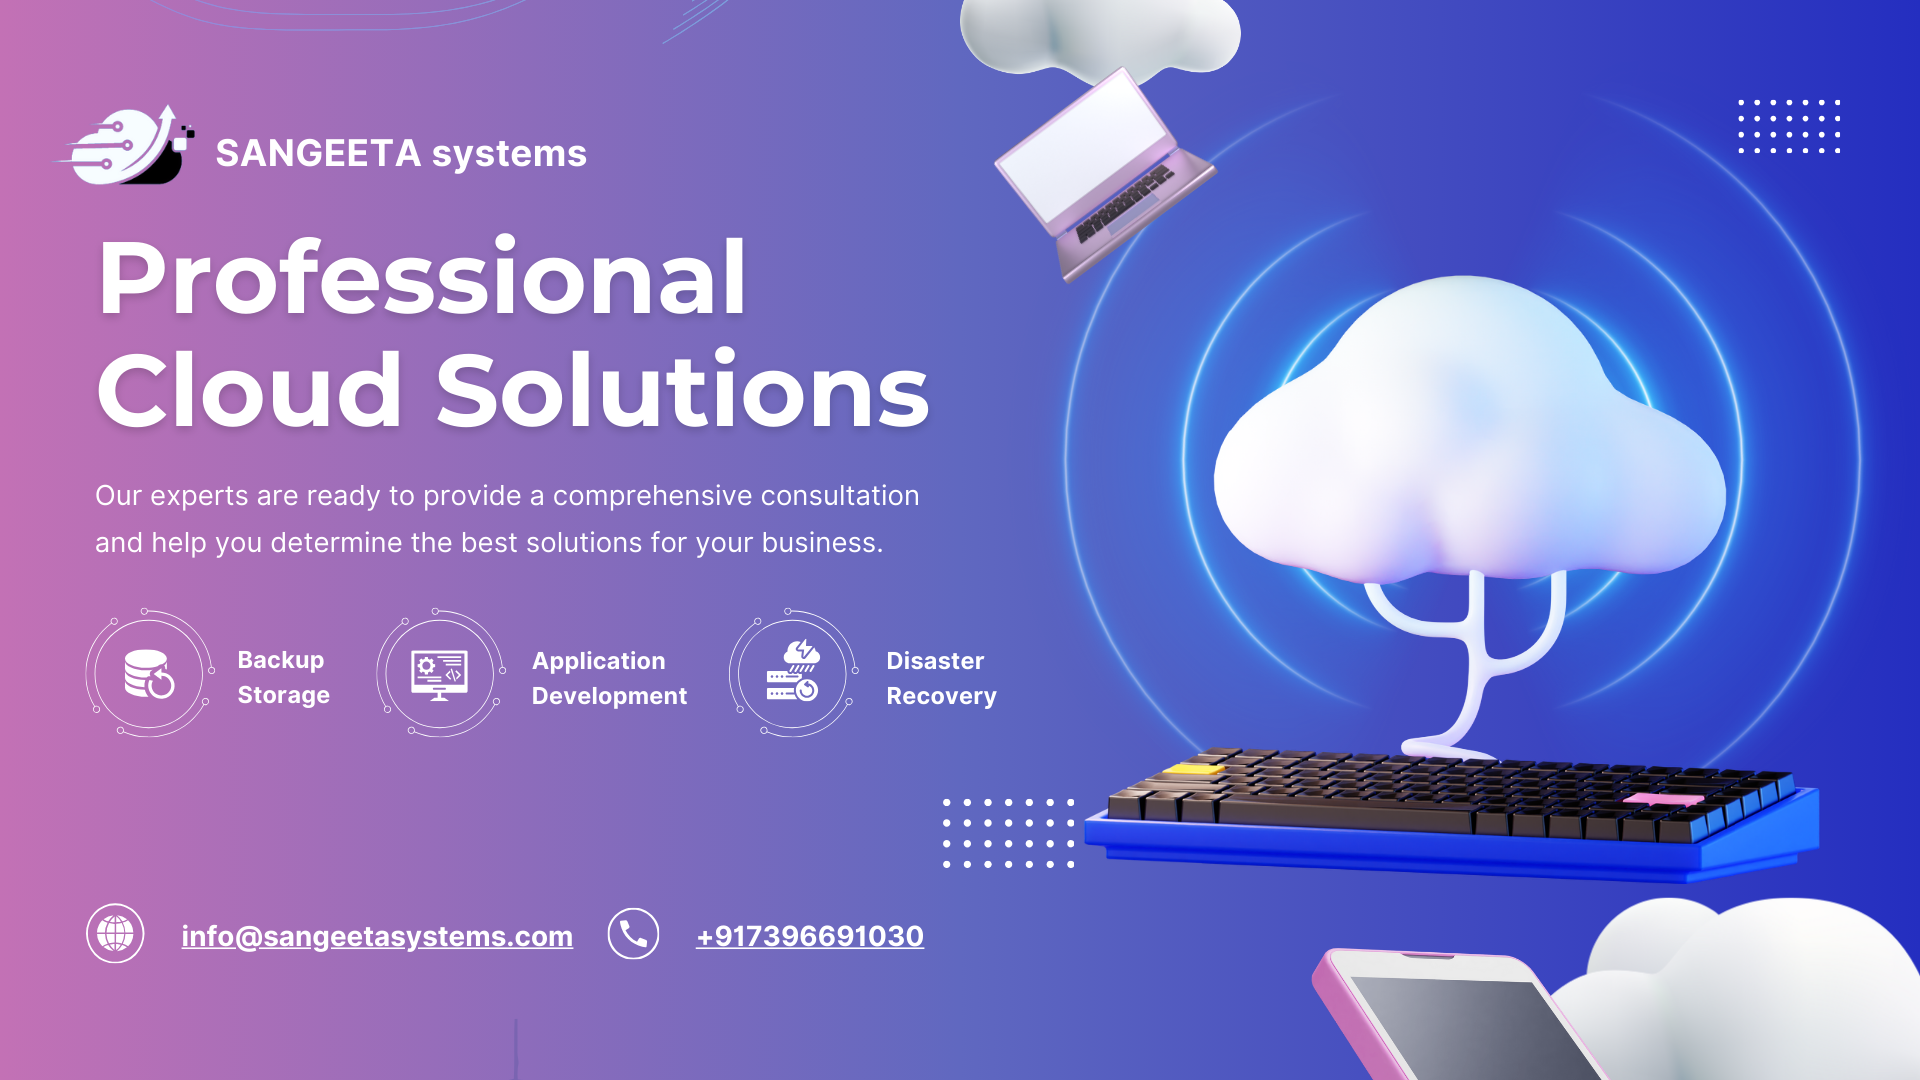 SANGEETA systems
Professional
Cloud Solutions
Our experts are ready to provide a comprehensive consultation
and help you determine the best solutions for your business.
Backup
Storage
Application
Development
Disaster
Recovery
info@sangeetasystems.com
+917396691030